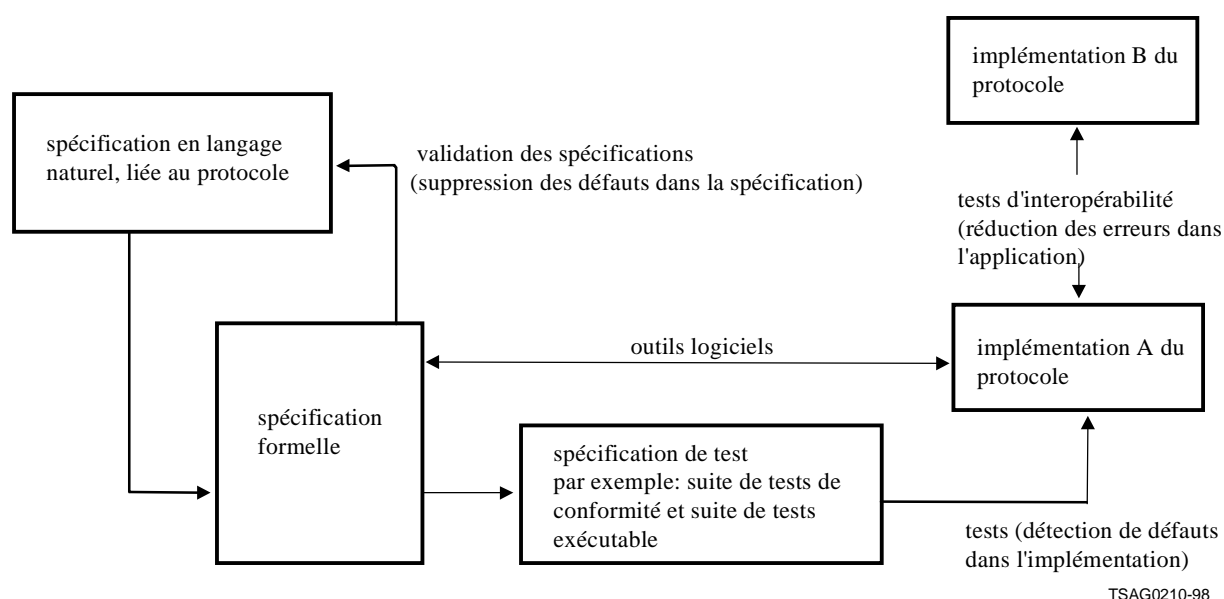 implémentation B du
protocole
spécification en langage
naturel, liée au protocole
validation des spécifications
(suppression des défauts dans la spécification)
tests d'interopérabilité
(réduction des erreurs dans
l'application)
outils logiciels
implémentation A du
protocole
spécification
formelle
spécification de test
par exemple: suite de tests de
conformité et suite de tests
exécutable
tests (détection de défauts
dans l'implémentation)
TSAG0210-98